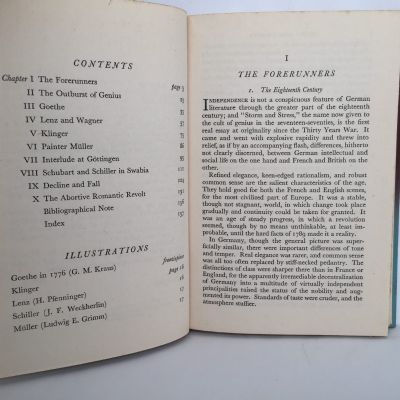 CONTENTS
Chapter I The Forerunners page 5
II The Outburst of Genius
III Goethe
IV Lenz and Wagner
V Klinger
VI Painter Müller
VII Interlude at Göttingen
VIII Schubart and Schiller in Swabia
IX Decline and Fall
X The Abortive Romantic Revolt
Bibliographical Note
Index
ILLUSTRATIONS
Goethe in 1776 (G. M. Kraus) frontispiece
Klinger page 16
Lenz (H. Pfenninger) 16
Schiller (J. F. Weckherlin) 17
Müller (Ludwig E. Grimm) 17
I
THE FORERUNNERS
1. The Eighteenth Century
INDEPENDENCE is not a conspicuous feature of German
literature through the greater part of the eighteenth
century; and "Storm and Stress," the name now given to
the cult of genius in the seventeen-seventies, is the first
real essay at originality since the Thirty Years War. It
came and went with explosive rapidity and threw into
relief, as if by an accompanying flash, differences, hitherto
obscured by distance, between German intellectual and
social life on the one hand and French and British on the
other.
Refined elegance, keen-edged rationalism, and robust
common sense are the salient characteristics of the age.
They hold good for both the French and English scenes,
for the most civilised part of Europe. It was a stable,
though not stagnant, world, in which change took place
gradually and continuity could be taken for granted. It
was an age of steady progress, in which a revolution
seemed, though by no means unthinkable, at least im-
probable, until the hard facts of 1789 made it a reality.
In Germany, though the general picture was super-
ficially similar, there were important differences of tone
and temper. Real elegance was rarer, and common sense
was all too often replaced by stiff-necked pedantry. The
distinctions of class were sharper there than in France or
England, for the apparently irremediable decentralization
of Germany into a multitude of virtually independent
principalities raised the status of the nobility and aug-
mented its power. Standards of taste were cruder, and the
atmosphere stuffier.